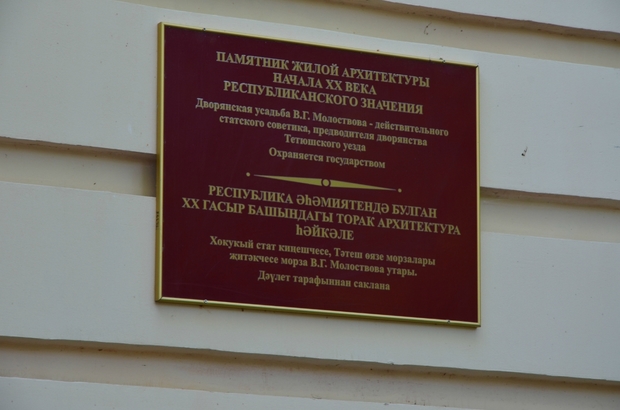 ПАМЯТНИК ЖИЛОЙ АРХИТЕКТУРЫ
НАЧАЛА XX ВЕКА
РЕСПУБЛИКАНСКОГО ЗНАЧЕНИЯ
Дворянская усадьба В.Г. Молоствова - действительного
статского советника, предводителя дворянства
Тетюшского уезда
Охраняется государством
РЕСПУБЛИКА ӘҺӘМИЯТЕНДӘ БУЛГАН
XX ГАСЫР БАШЫНДАГЫ ТОРАК АРХИТЕКТУРА
ҺӘЙКӘЛЕ
Хокукый стат киңешчесе, Тәтеш өязе морзалары
җитәкчесе морза В.Г. Молоствова утары.
Дәүлет тарафыннан саклана